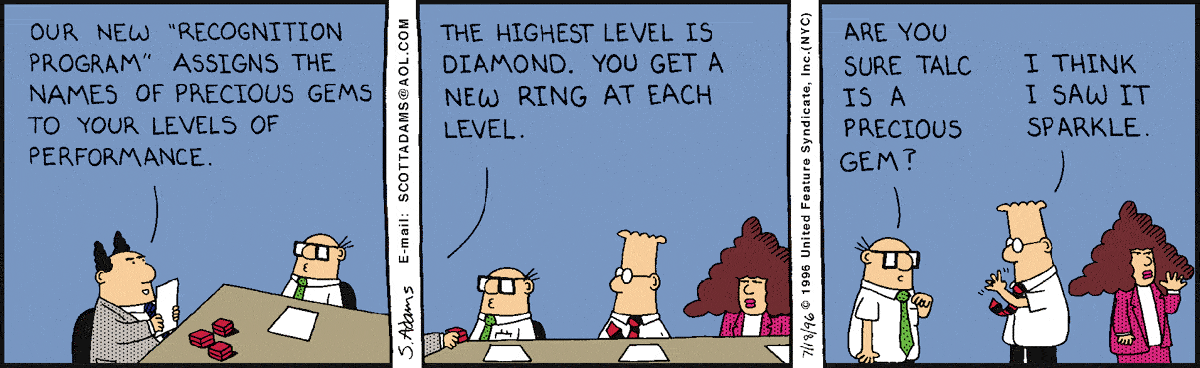 OUR NEW "RECOGNITION
PROGRAM" ASSIGNS THE
NAMES OF PRECIOUS GEMS
TO YOUR LEVELS OF
PERFORMANCE.
E-mail: SCOTTADAMS@AOL.COM
S. Adams
THE HIGHEST LEVEL IS
DIAMOND. YOU GET A
NEW RING AT EACH
LEVEL.
7/18/96 © 1996 United Feature Syndicate, Inc.(NYC)
ARE YOU
SURE TALC
IS A
PRECIOUS
GEM?
I THINK
I SAW IT
SPARKLE.